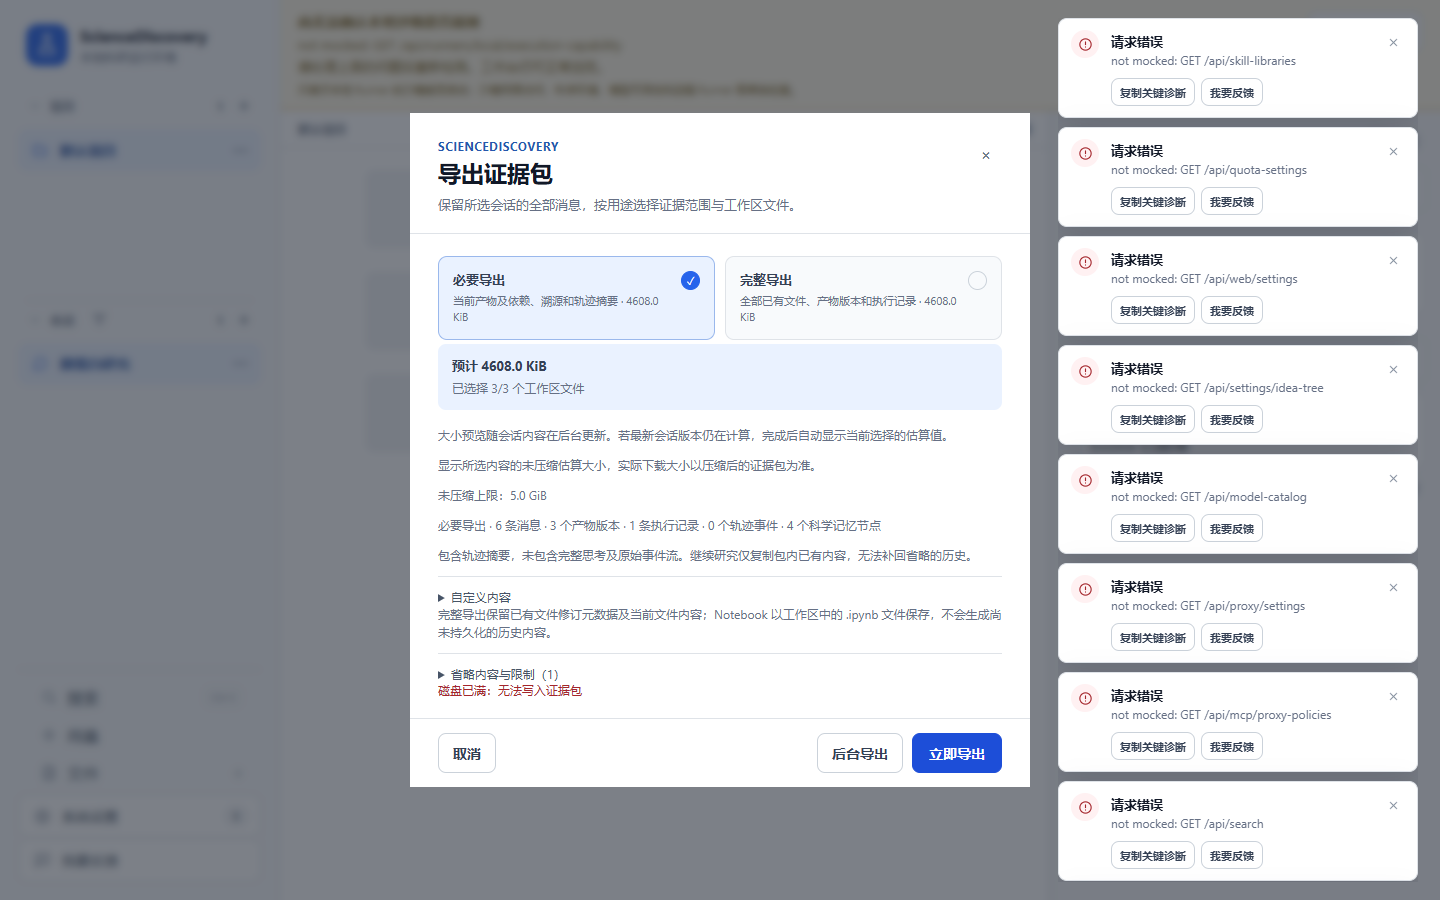 SCIENCEDISCOVERY
导出证据包
×
保留所选会话的全部消息，按用途选择证据范围与工作区文件。
必要导出
当前产物及依赖、溯源和轨迹摘要 · 4608.0
KiB
完整导出
全部已有文件、产物版本和执行记录 · 4608.0
KiB
预计 4608.0 KiB
已选择 3/3 个工作区文件
大小预览随会话内容在后台更新。若最新会话版本仍在计算，完成后自动显示当前选择的估算值。
显示所选内容的未压缩估算大小，实际下载大小以压缩后的证据包为准。
未压缩上限：5.0 GiB
必要导出 · 6 条消息 · 3 个产物版本 · 1 条执行记录 · 0 个轨迹事件 · 4 个科学记忆节点
包含轨迹摘要，未包含完整思考及原始事件流。继续研究仅复制包内已有内容，无法补回省略的历史。
▶ 自定义内容
完整导出保留已有文件修订元数据及当前文件内容；Notebook 以工作区中的 .ipynb 文件保存，不会生成尚
未持久化的历史内容。
▶ 省略内容与限制（1）
磁盘已满：无法写入证据包
取消
后台导出
立即导出
请求错误
not mocked: GET /api/skill-libraries
复制关键诊断
我要反馈
请求错误
not mocked: GET /api/quota-settings
复制关键诊断
我要反馈
请求错误
not mocked: GET /api/web/settings
复制关键诊断
我要反馈
请求错误
not mocked: GET /api/settings/idea-tree
复制关键诊断
我要反馈
请求错误
not mocked: GET /api/model-catalog
复制关键诊断
我要反馈
请求错误
not mocked: GET /api/proxy/settings
复制关键诊断
我要反馈
请求错误
not mocked: GET /api/mcp/proxy-policies
复制关键诊断
我要反馈
请求错误
not mocked: GET /api/search
复制关键诊断
我要反馈